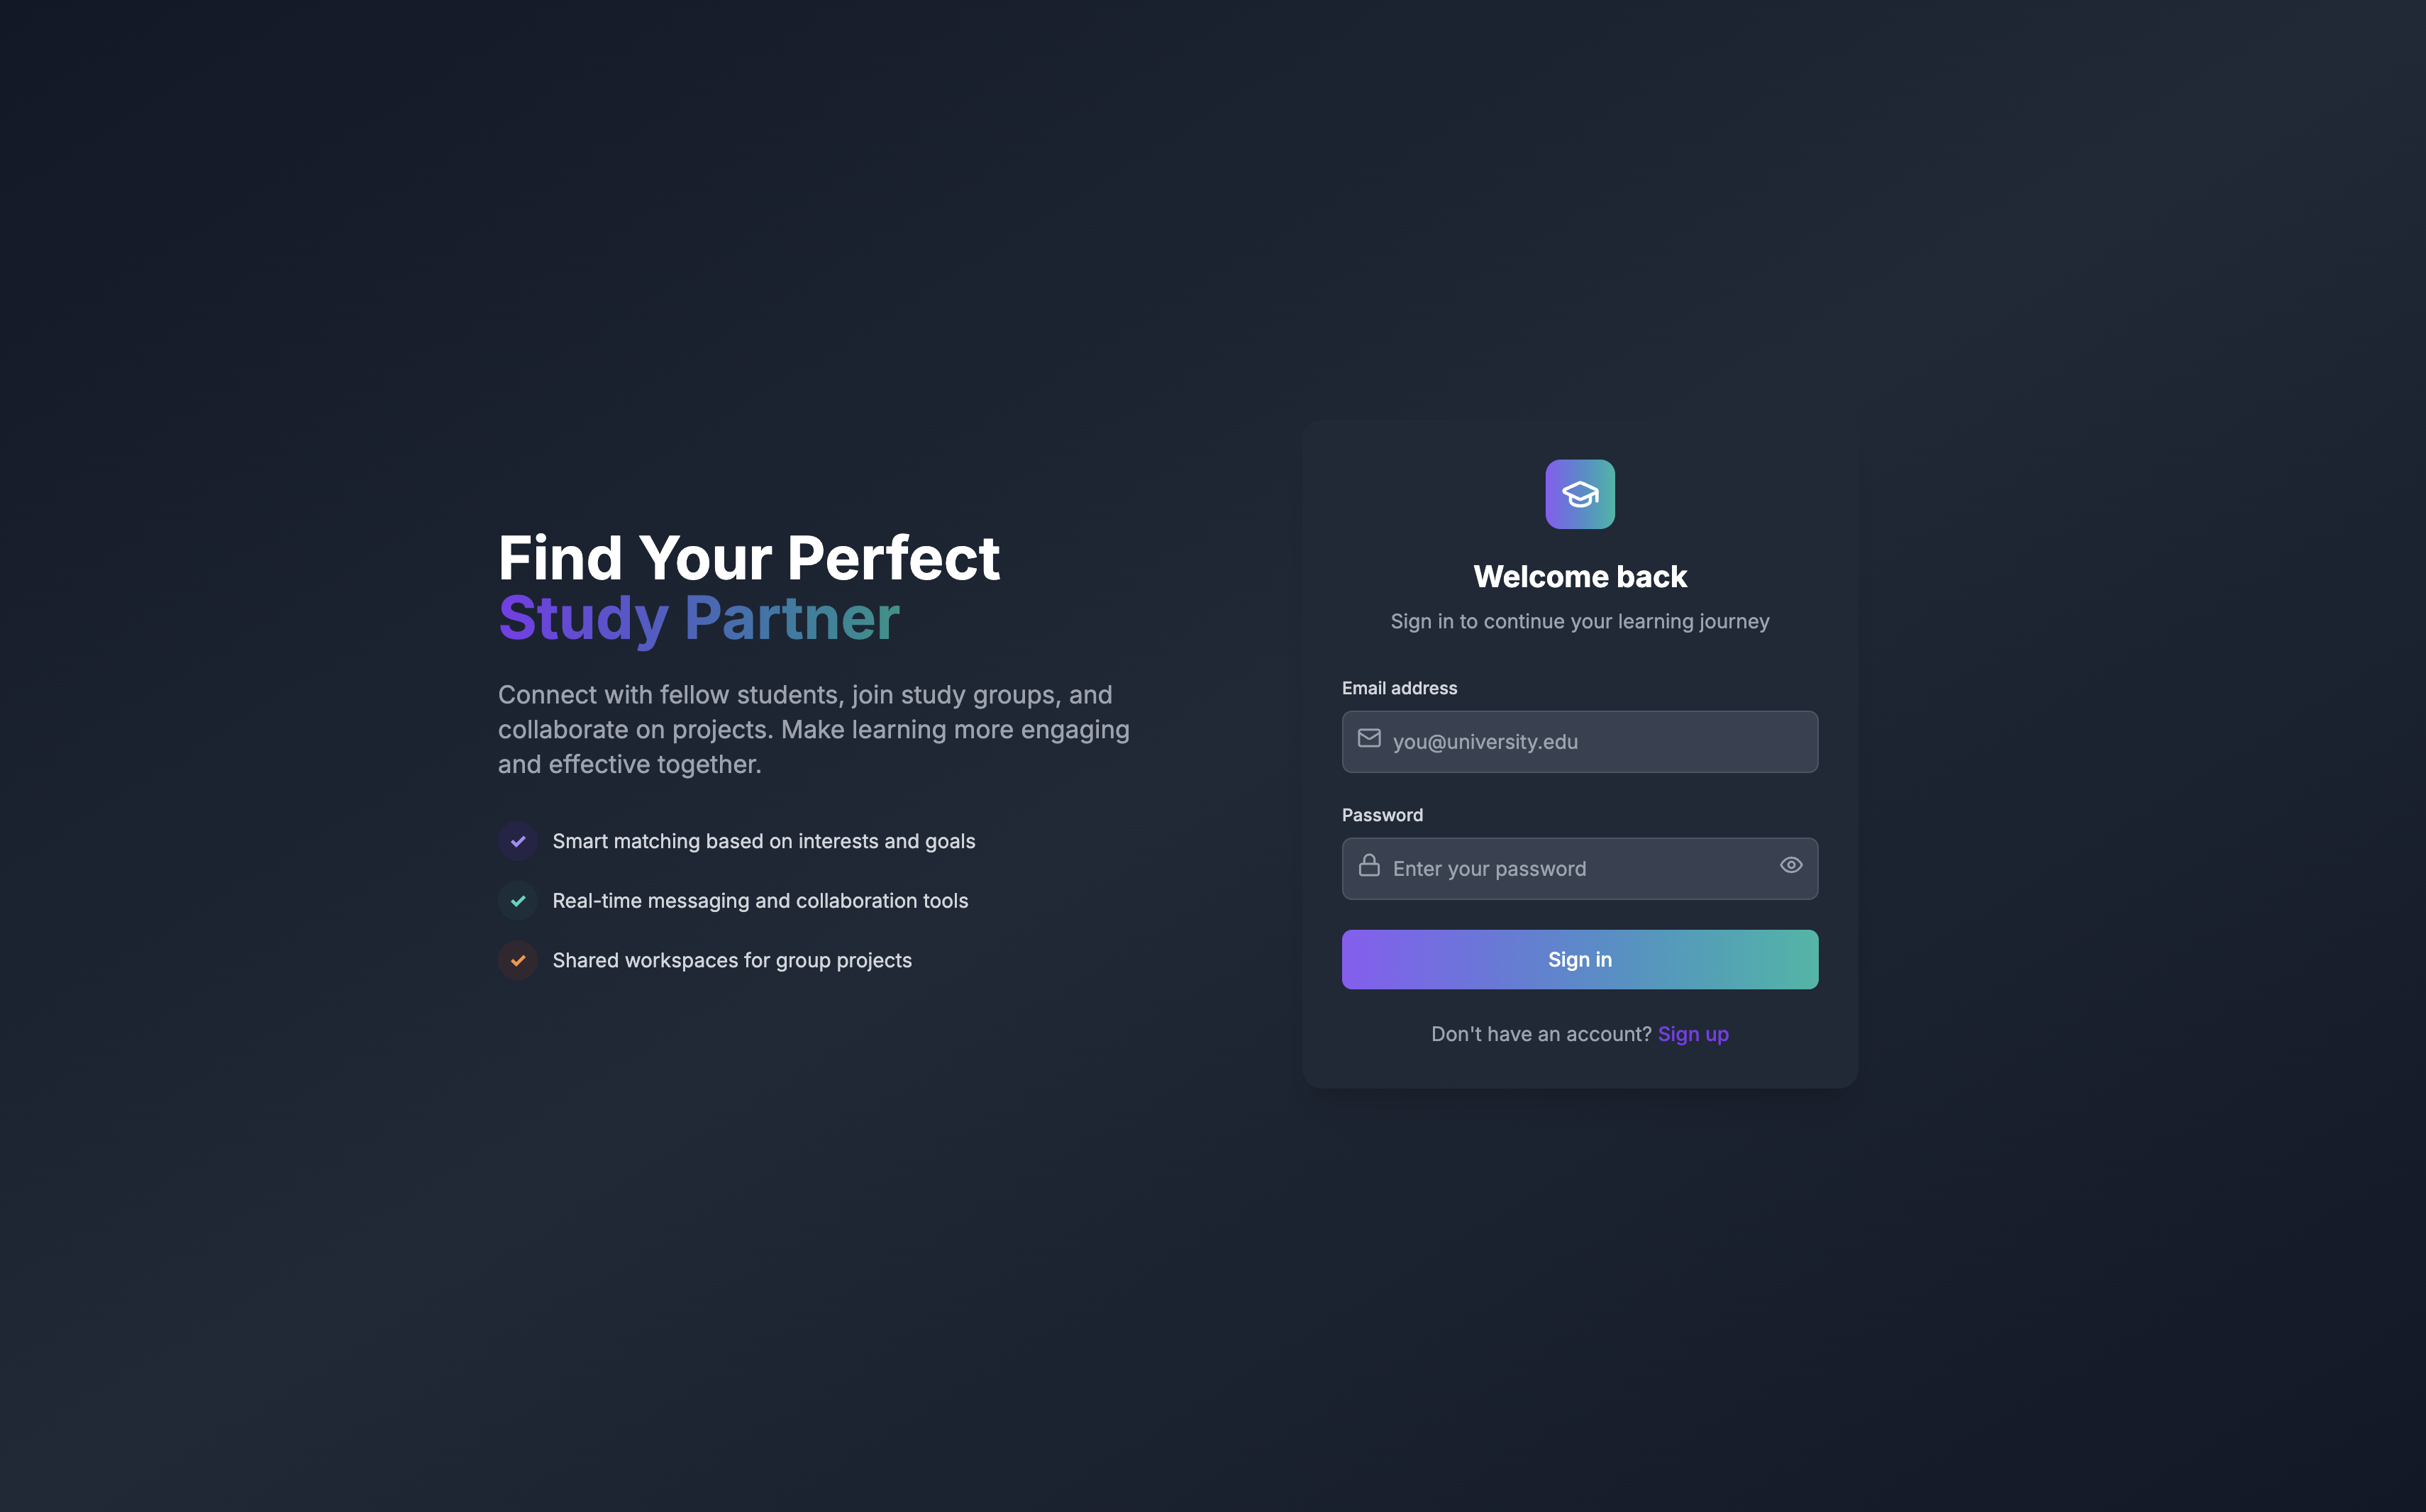 Find Your Perfect
Study Partner
Connect with fellow students, join study groups, and
collaborate on projects. Make learning more engaging
and effective together.
Smart matching based on interests and goals
Real-time messaging and collaboration tools
Shared workspaces for group projects
Welcome back
Sign in to continue your learning journey
Email address
you@university.edu
Password
Enter your password
Sign in
Don't have an account? Sign up